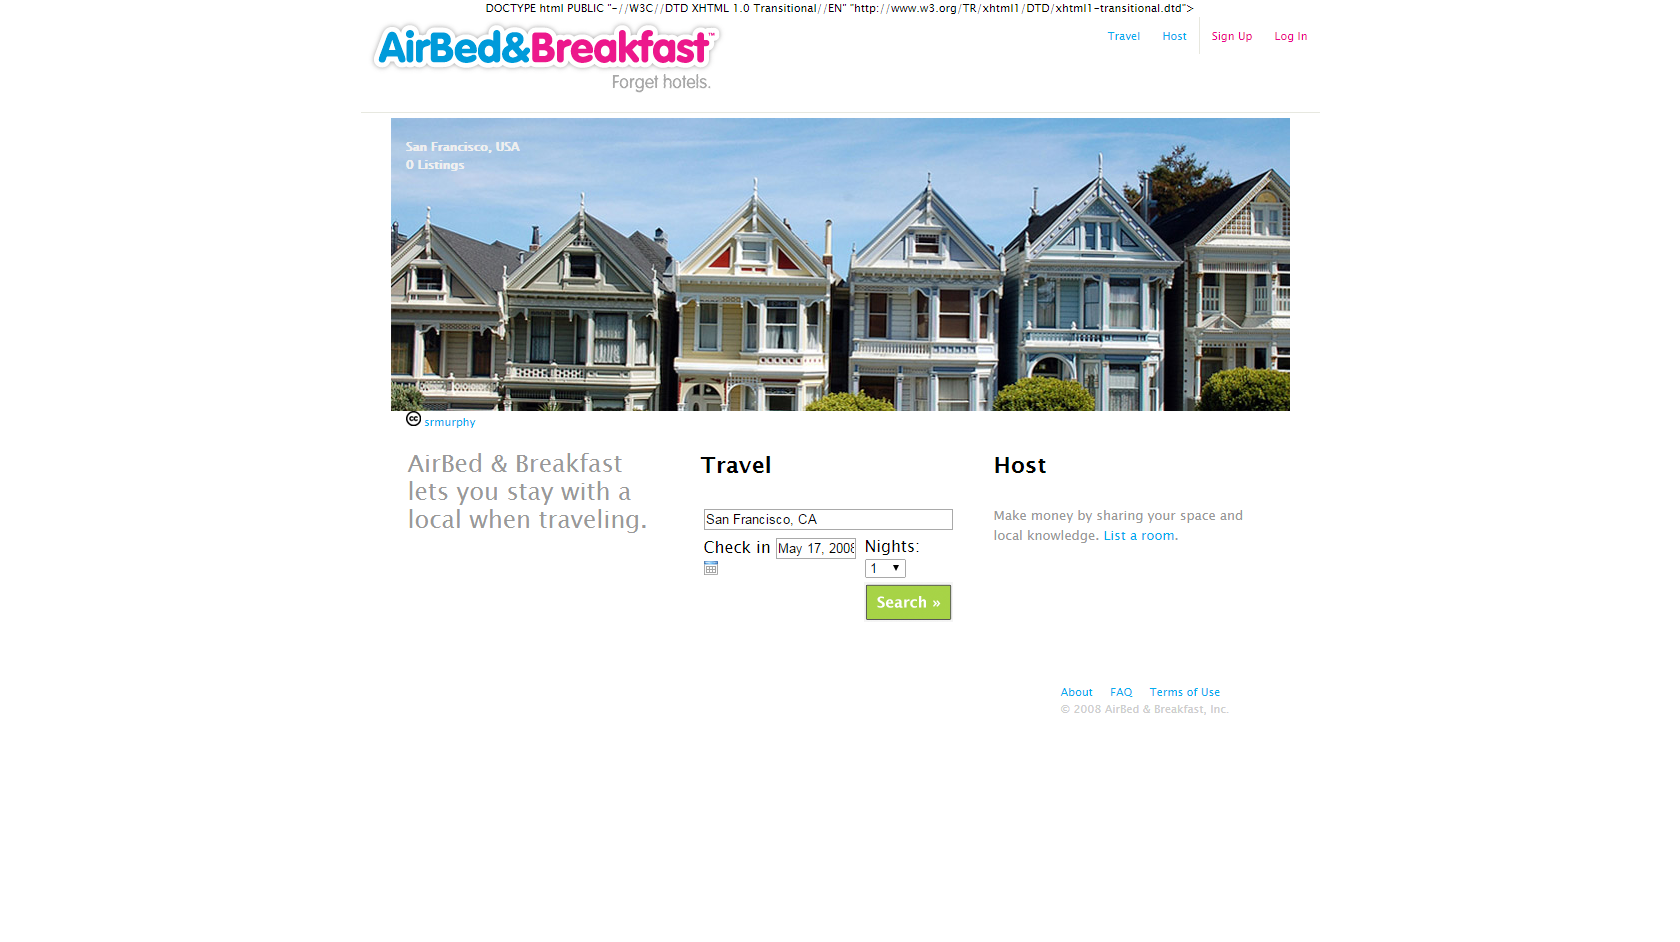 DOCTYPE html PUBLIC "-//W3C//DTD XHTML 1.0 Transitional//EN" "http://www.w3.org/TR/xhtml1/DTD/xhtml1-transitional.dtd">
AirBed&Breakfast™
Forget hotels.
Travel Host Sign Up Log In
San Francisco, USA
0 Listings
cc srmurphy
AirBed & Breakfast
lets you stay with a
local when traveling.
Travel
San Francisco, CA
Check in May 17, 2008 Nights:
1
Search »
Host
Make money by sharing your space and
local knowledge. List a room.
About FAQ Terms of Use
© 2008 AirBed & Breakfast, Inc.